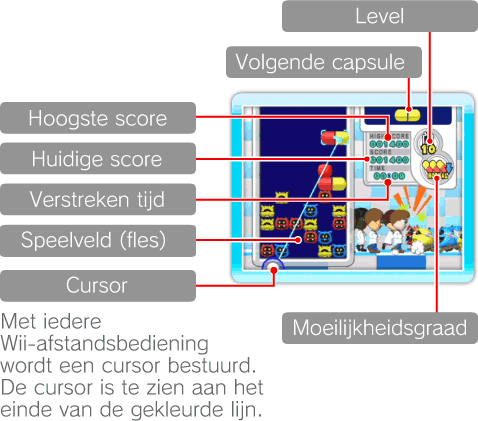 Level
Volgende capsule
Hoogste score
Huidige score
Verstreken tijd
Speelveld (fles)
Cursor
HIGH SCORE
001400
SCORE
001400
TIME
00:09
10
Moeilijkheidsgraad
Met iedere
Wii-afstandsbediening
wordt een cursor bestuurd.
De cursor is te zien aan het
einde van de gekleurde lijn.